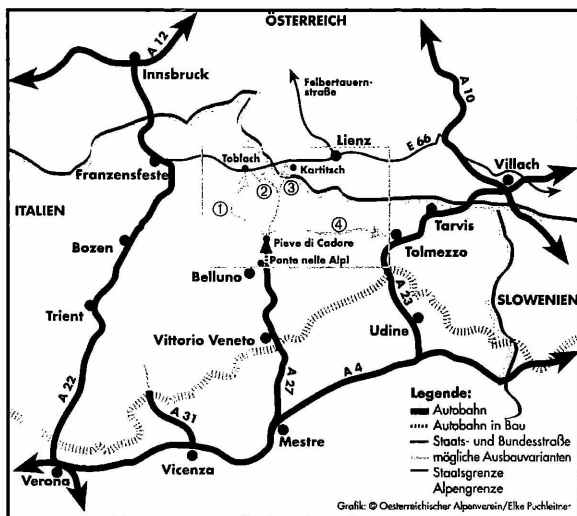 ÖSTERREICH
A 12
Innsbruck
Felbertauern-
straße
A 10
Lienz
E 66
Villach
Franzensfeste
Toblach
Kartitsch
②
③
ITALIEN
①
④
Tarvis
Bozen
Pieve di Cadore
Tolmezzo
Ponte nelle Alpi
Belluno
SLOWENIEN
Trient
A 23
Vittorio Veneto
Udine
A 22
A 27
A 4
Legende:
Autobahn
Autobahn in Bau
Staats- und Bundesstraße
mögliche Ausbauvarianten
Staatsgrenze
Alpengrenze
A 31
Mestre
Verona
Vicenza
Grafik: © Oesterreichischer Alpenverein/Elke Puchleitner